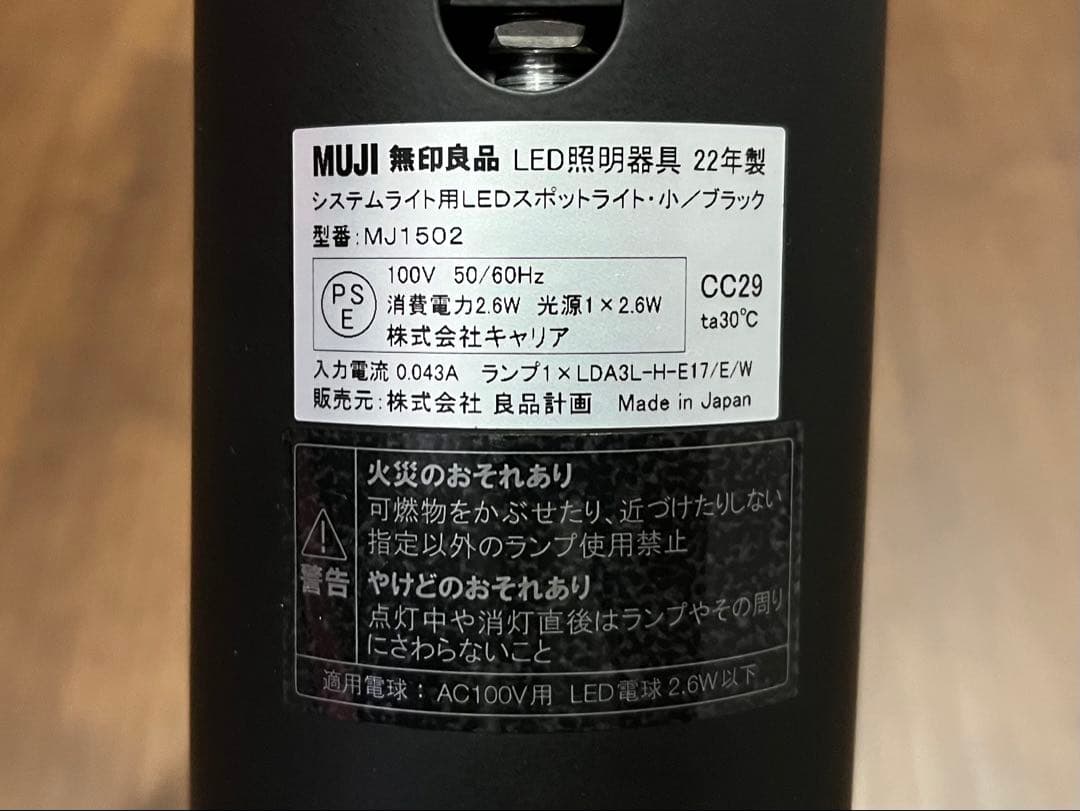 MUJI 無印良品 LED照明器具 22年製
システムライト用LEDスポットライト・小／ブラック
型番:MJ1502
PSE
100V 50/60Hz
消費電力2.6W 光源1×2.6W
株式会社キャリア
CC29
ta30℃
入力電流 0.043A ランプ1×LDA3L-H-E17/E/W
販売元:株式会社 良品計画 Made in Japan
警告
火災のおそれあり
可燃物をかぶせたり、近づけたりしない
指定以外のランプ使用禁止
やけどのおそれあり
点灯中や消灯直後はランプやその周り
にさわらないこと
適用電球：AC100V用 LED電球 2.6W以下